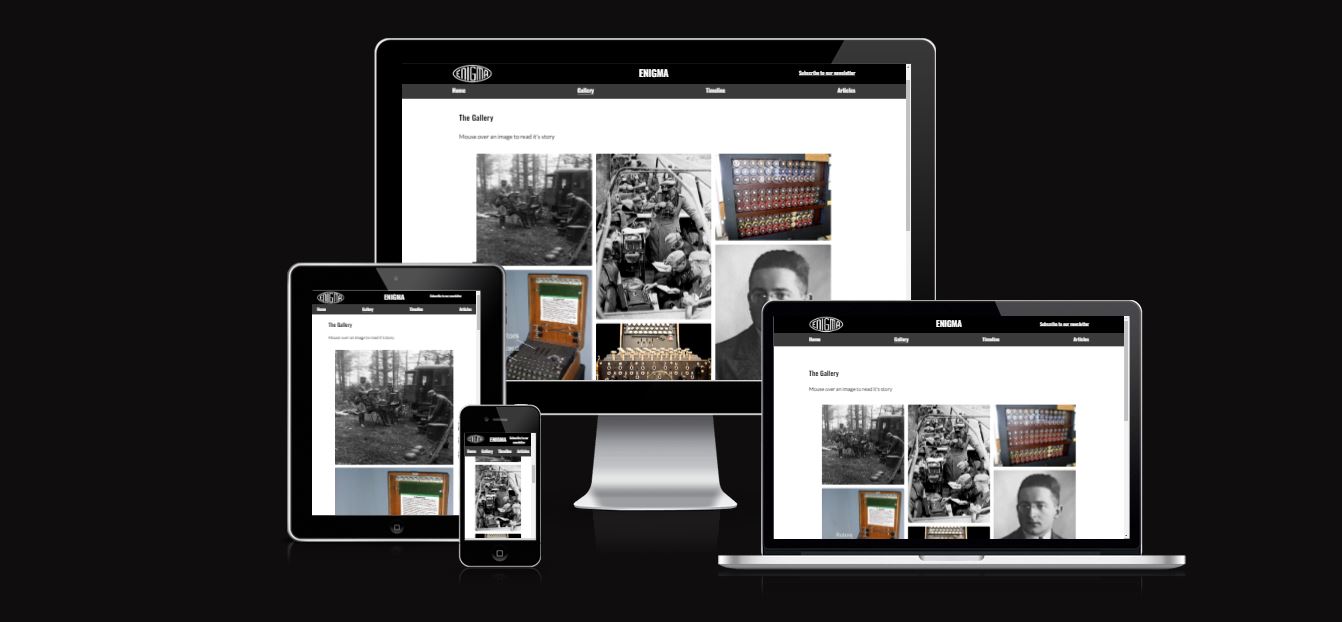 ENIGMA
ENIGMA
Subscribe to our newsletter
Home
Gallery
Timeline
Articles
The Gallery
Mouse over an image to read it's story
ENIGMA
ENIGMA
Subscribe to our newsletter
Home
Gallery
Timeline
Articles
The Gallery
Mouse over an image to read it's story
ENIGMA
Subscribe to our
newsletter
Home
Gallery
Timeline
Articles
ENIGMA
ENIGMA
Subscribe to our newsletter
Home
Gallery
Timeline
Articles
The Gallery
Mouse over an image to read it's story